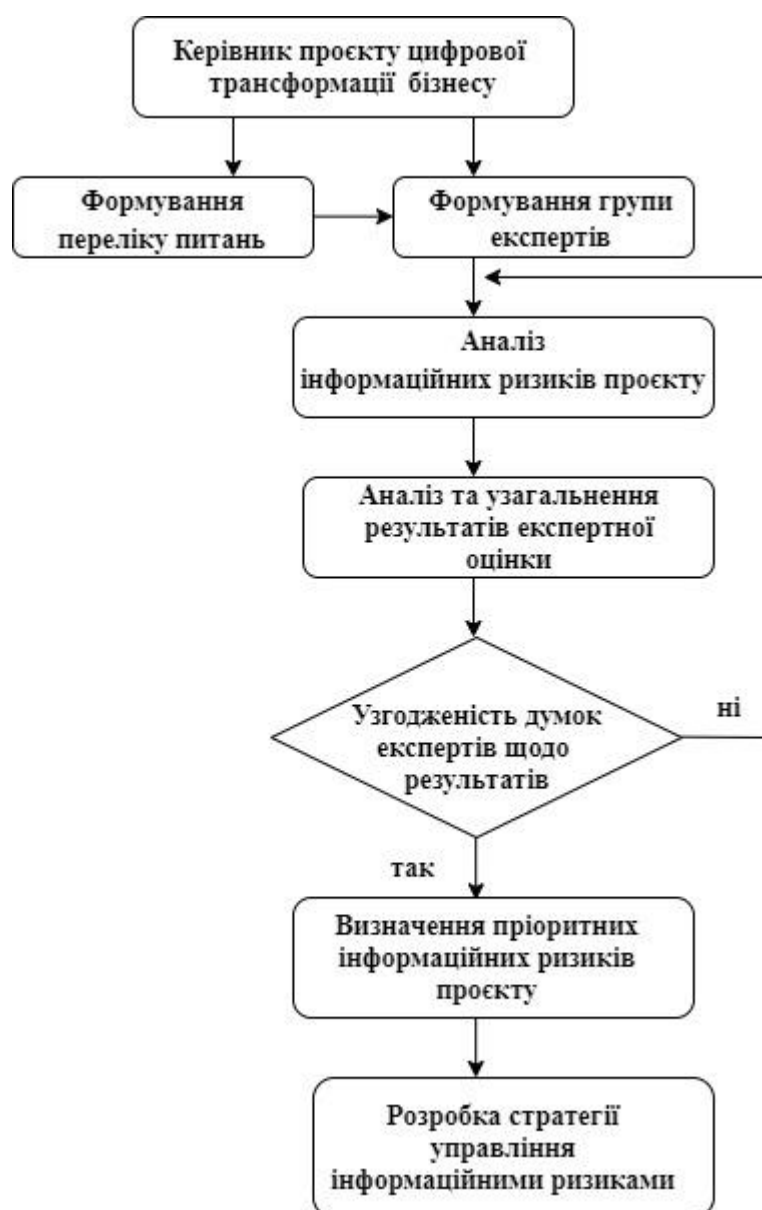 Керівник проєкту цифрової
трансформації бізнесу
Формування
переліку питань
Формування групи
експертів
Аналіз
інформаційних ризиків проєкту
Аналіз та узагальнення
результатів експертної
оцінки
Узгодженість думок
експертів щодо
результатів
ні
так
Визначення пріоритних
інформаційних ризиків
проєкту
Розробка стратегії
управління
інформаційними ризиками